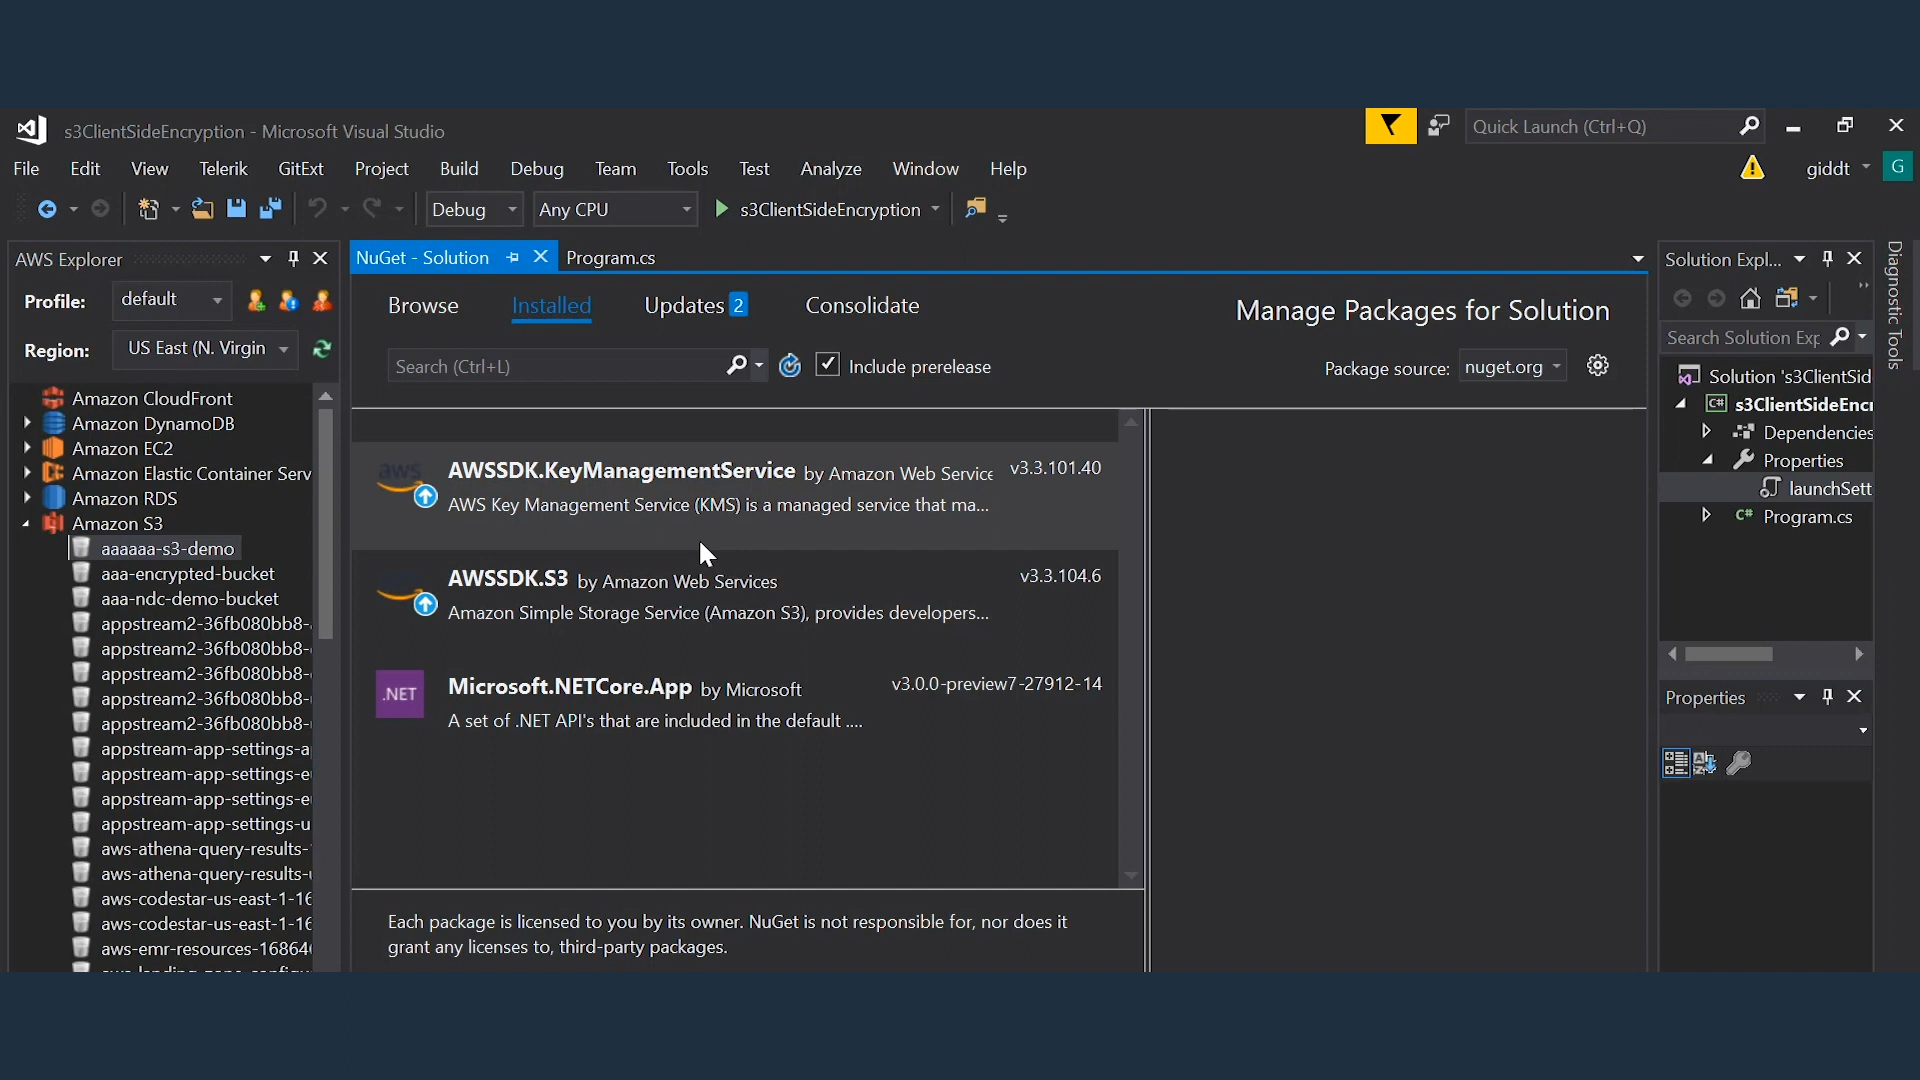 s3ClientSideEncryption - Microsoft Visual Studio
Quick Launch (Ctrl+Q)
File Edit View Telerik GitExt Project Build Debug Team Tools Test Analyze Window Help
giddt G
Debug Any CPU s3ClientSideEncryption
AWS Explorer
Profile: default
Region: US East (N. Virgin
Amazon CloudFront
Amazon DynamoDB
Amazon EC2
Amazon Elastic Container Serv
Amazon RDS
Amazon S3
aaaaaa-s3-demo
aaa-encrypted-bucket
aaa-ndc-demo-bucket
appstream2-36fb080bb8-
appstream2-36fb080bb8-
appstream2-36fb080bb8-
appstream2-36fb080bb8-
appstream2-36fb080bb8-
appstream-app-settings-a
appstream-app-settings-e
appstream-app-settings-e
appstream-app-settings-u
aws-athena-query-results-
aws-athena-query-results-
aws-codestar-us-east-1-16
aws-codestar-us-east-1-16
aws-emr-resources-16864
NuGet - Solution Program.cs
Browse Installed Updates 2 Consolidate
Manage Packages for Solution
Search (Ctrl+L) Include prerelease
Package source: nuget.org
aws
AWSSDK.KeyManagementService by Amazon Web Service v3.3.101.40
AWS Key Management Service (KMS) is a managed service that ma...
AWSSDK.S3 by Amazon Web Services v3.3.104.6
Amazon Simple Storage Service (Amazon S3), provides developers...
.NET
Microsoft.NETCore.App by Microsoft v3.0.0-preview7-27912-14
A set of .NET API's that are included in the default ....
Each package is licensed to you by its owner. NuGet is not responsible for, nor does it
grant any licenses to, third-party packages.
Solution Expl...
Search Solution Exp
Solution 's3ClientSid
C# s3ClientSideEncr
Dependencies
Properties
launchSett
C# Program.cs
Properties
Diagnostic Tools